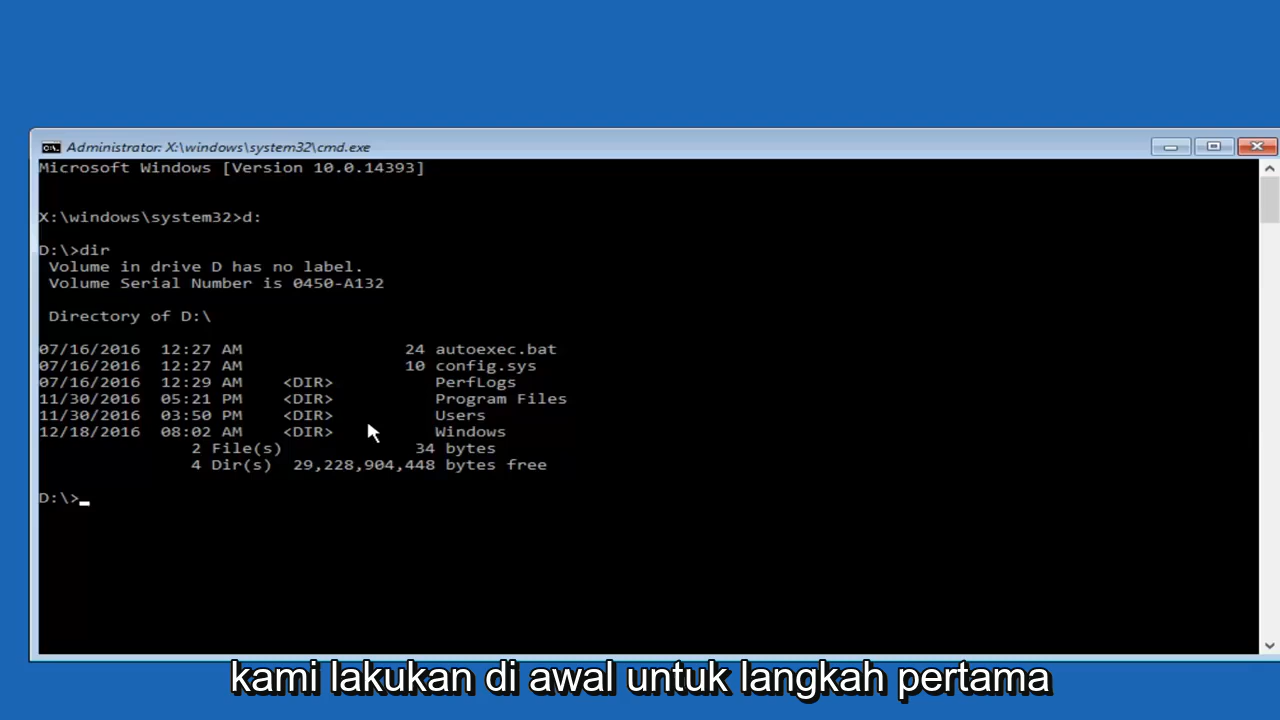 Administrator: X:\windows\system32\cmd.exe
Microsoft Windows [Version 10.0.14393]
X:\windows\system32>d:
D:\>dir
Volume in drive D has no label.
Volume Serial Number is 0450-A132
Directory of D:\
07/16/2016 12:27 AM 24 autoexec.bat
07/16/2016 12:27 AM 10 config.sys
07/16/2016 12:29 AM <DIR> PerfLogs
11/30/2016 05:21 PM <DIR> Program Files
11/30/2016 03:50 PM <DIR> Users
12/18/2016 08:02 AM <DIR> Windows
2 File(s) 34 bytes
4 Dir(s) 29,228,904,448 bytes free
D:\>
kami lakukan di awal untuk langkah pertama